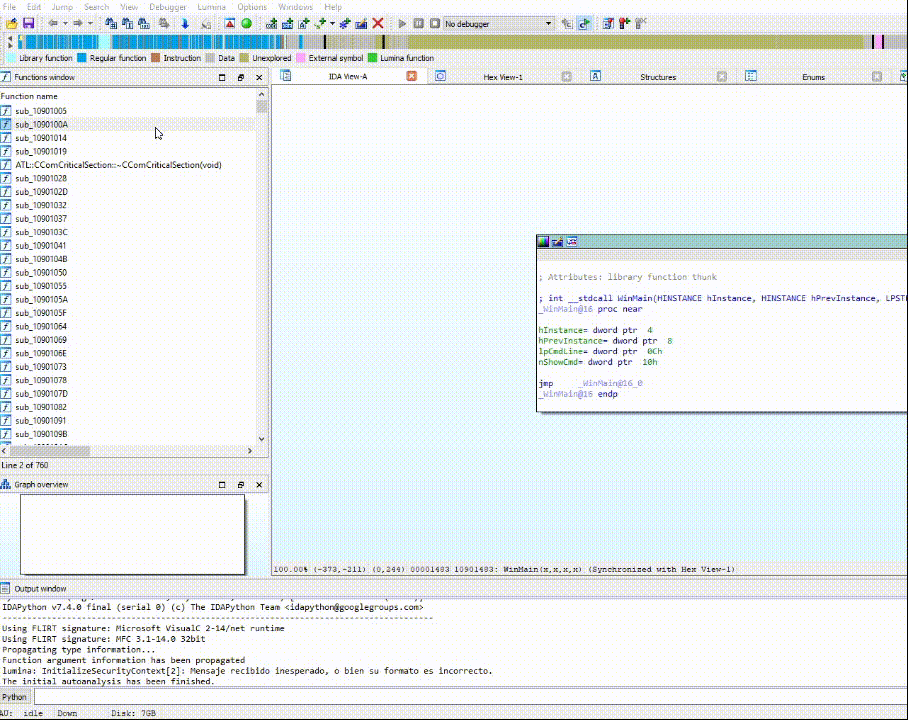 File Edit Jump Search View Debugger Lumina Options Windows Help
No debugger
Library function Regular function Instruction Data Unexplored External symbol Lumina function
Functions window
IDA View-A Hex View-1 Structures Enums
Function name
sub_10901005
sub_1090100A
sub_10901014
sub_10901019
ATL::CComCriticalSection::~CComCriticalSection(void)
sub_10901028
sub_1090102D
sub_10901032
sub_10901037
sub_1090103C
sub_10901041
sub_1090104B
sub_10901050
sub_10901055
sub_1090105A
sub_1090105F
sub_10901064
sub_10901069
sub_1090106E
sub_10901073
sub_10901078
sub_1090107D
sub_10901082
sub_10901091
sub_1090109B
Line 2 of 760
Graph overview
; Attributes: library function thunk
; int __stdcall WinMain(HINSTANCE hInstance, HINSTANCE hPrevInstance, LPST
_WinMain@16 proc near
hInstance= dword ptr 4
hPrevInstance= dword ptr 8
lpCmdLine= dword ptr 0Ch
nShowCmd= dword ptr 10h
jmp _WinMain@16_0
_WinMain@16 endp
100.00% (-373,-211) (0,244) 00001483 10901483: WinMain(x,x,x,x) (Synchronized with Hex View-1)
Output window
IDAPython v7.4.0 final (serial 0) (c) The IDAPython Team <idapython@googlegroups.com>
Using FLIRT signature: Microsoft VisualC 2-14/net runtime
Using FLIRT signature: MFC 3.1-14.0 32bit
Propagating type information...
Function argument information has been propagated
lumina: InitializeSecurityContext[2]: Mensaje recibido inesperado, o bien su formato es incorrecto.
The initial autoanalysis has been finished.
Python
AU: idle Down Disk: 7GB